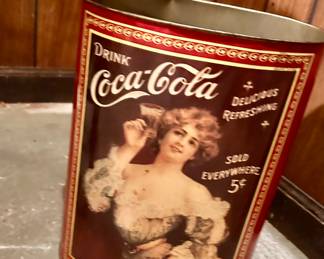 DRINK
Coca-Cola
DELICIOUS
REFRESHING
SOLD
EVERYWHERE
5¢